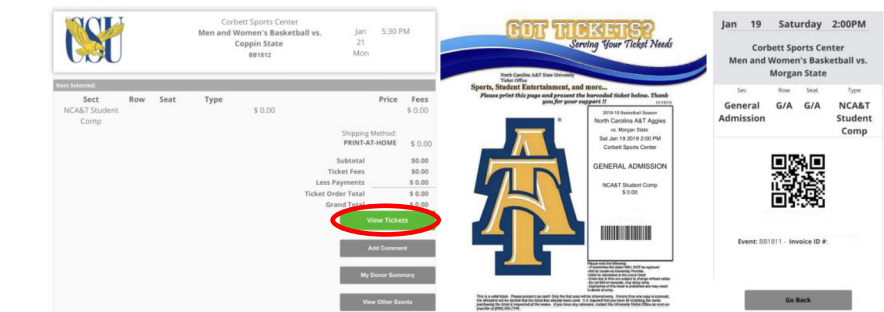 CSU
Corbett Sports Center
Men and Women's Basketball vs.
Coppin State
BB1812
Jan
21
Mon
5:30 PM
Item Selected:
Sect Row Seat Type Price Fees
NCA&T Student
Comp
$ 0.00 $ 0.00
Shipping Method:
PRINT-AT-HOME $ 0.00
Subtotal $0.00
Ticket Fees $0.00
Less Payments $ 0.00
Ticket Order Total $ 0.00
Grand Total $ 0.00
View Tickets
Add Comment
My Donor Summary
View Other Events
GOT TICKETS?
Serving Your Ticket Needs
North Carolina A&T State University
Ticket Office
Sports, Student Entertainment, and more...
Please print this page and present the barcoded ticket below. Thank
you for your support !!
2018-19 Basketball Season
North Carolina A&T Aggies
vs. Morgan State
Sat Jan 19 2019 2:00 PM
Corbett Sports Center
GENERAL ADMISSION
NCA&T Student Comp
$ 0.00
AT
Please note the following:
Jan 19 Saturday 2:00PM
Corbett Sports Center
Men and Women's Basketball vs.
Morgan State
Sec Row Seat Type
General
Admission
G/A G/A NCA&T
Student
Comp
Event: BB1811 - Invoice ID #:
Go Back